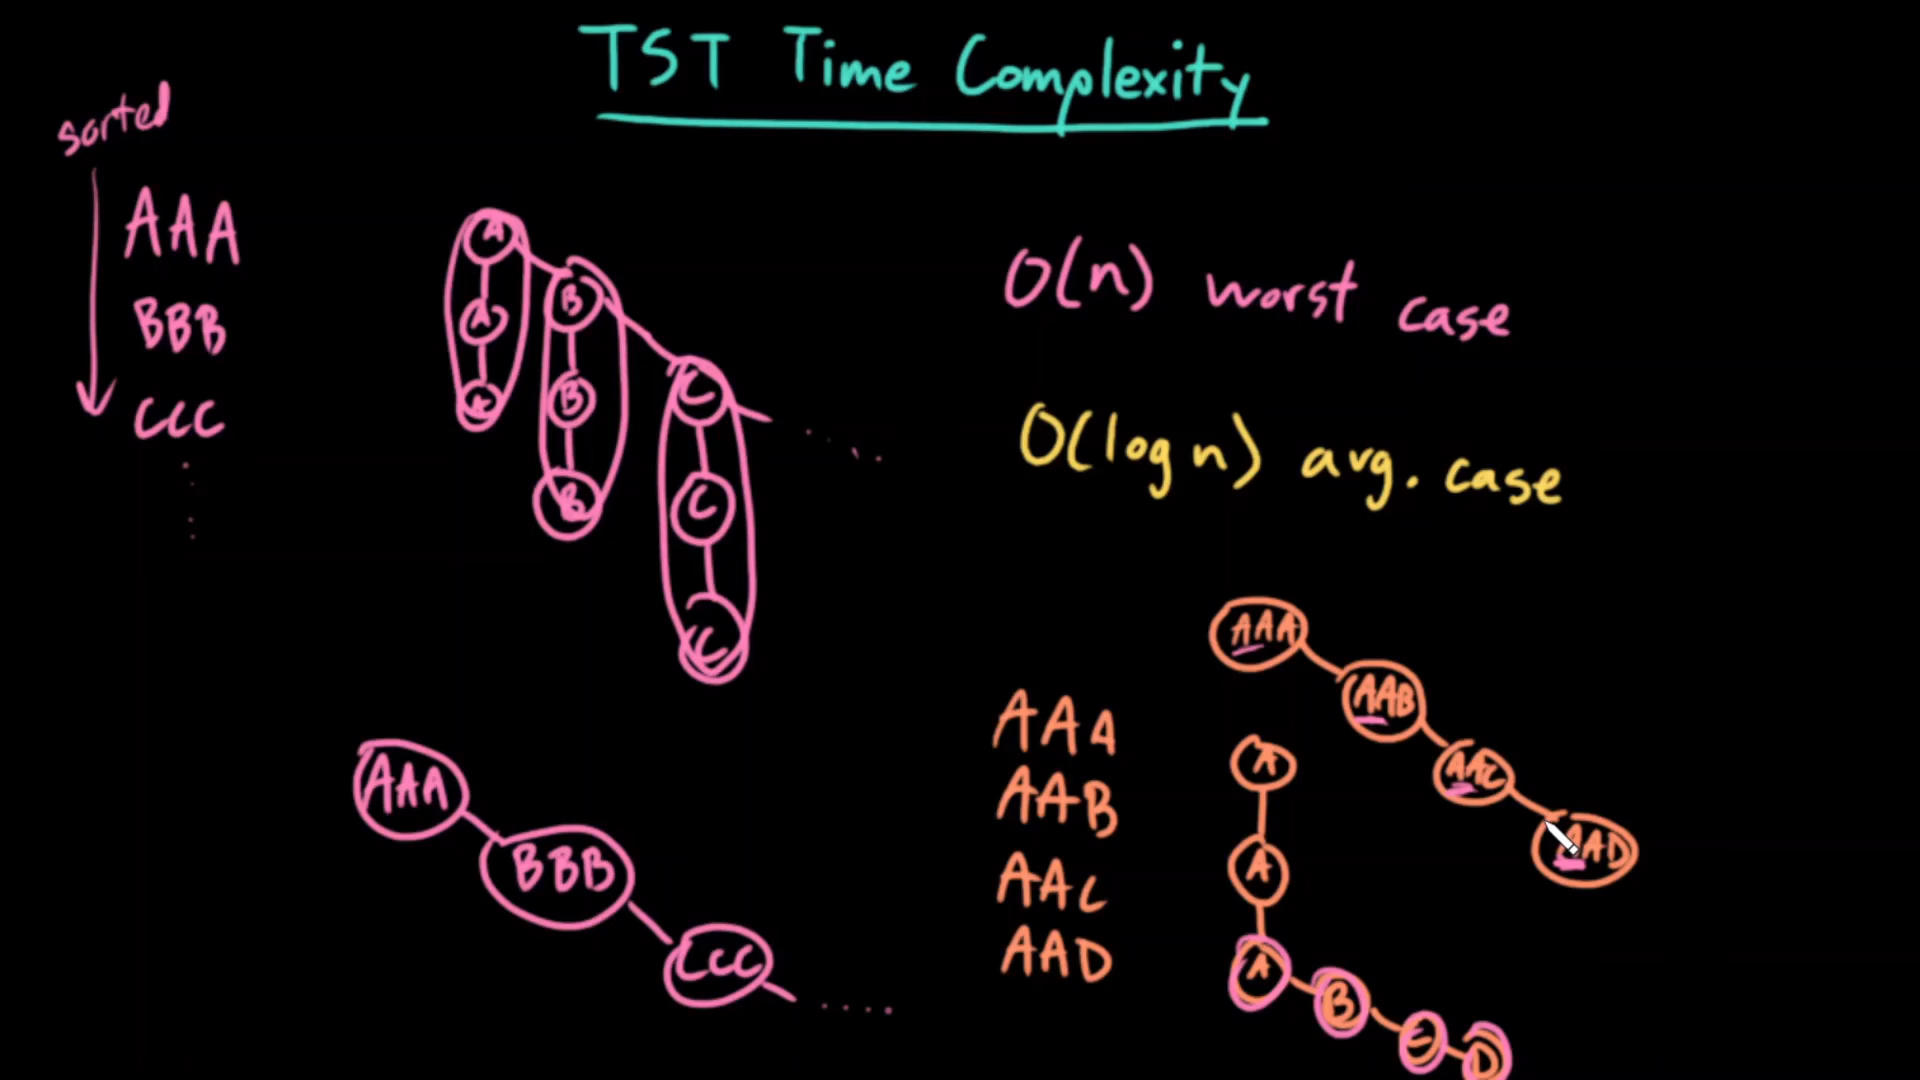 TST Time Complexity
sorted
AAA
BBB
CCC
A
A
A
B
B
B
C
C
C
O(n) worst case
O(log n) avg. case
AAA
BBB
CCC
AAA
AAB
AAC
AAD
AAA
AAB
AAC
AAD
A
A
A
B
C
D